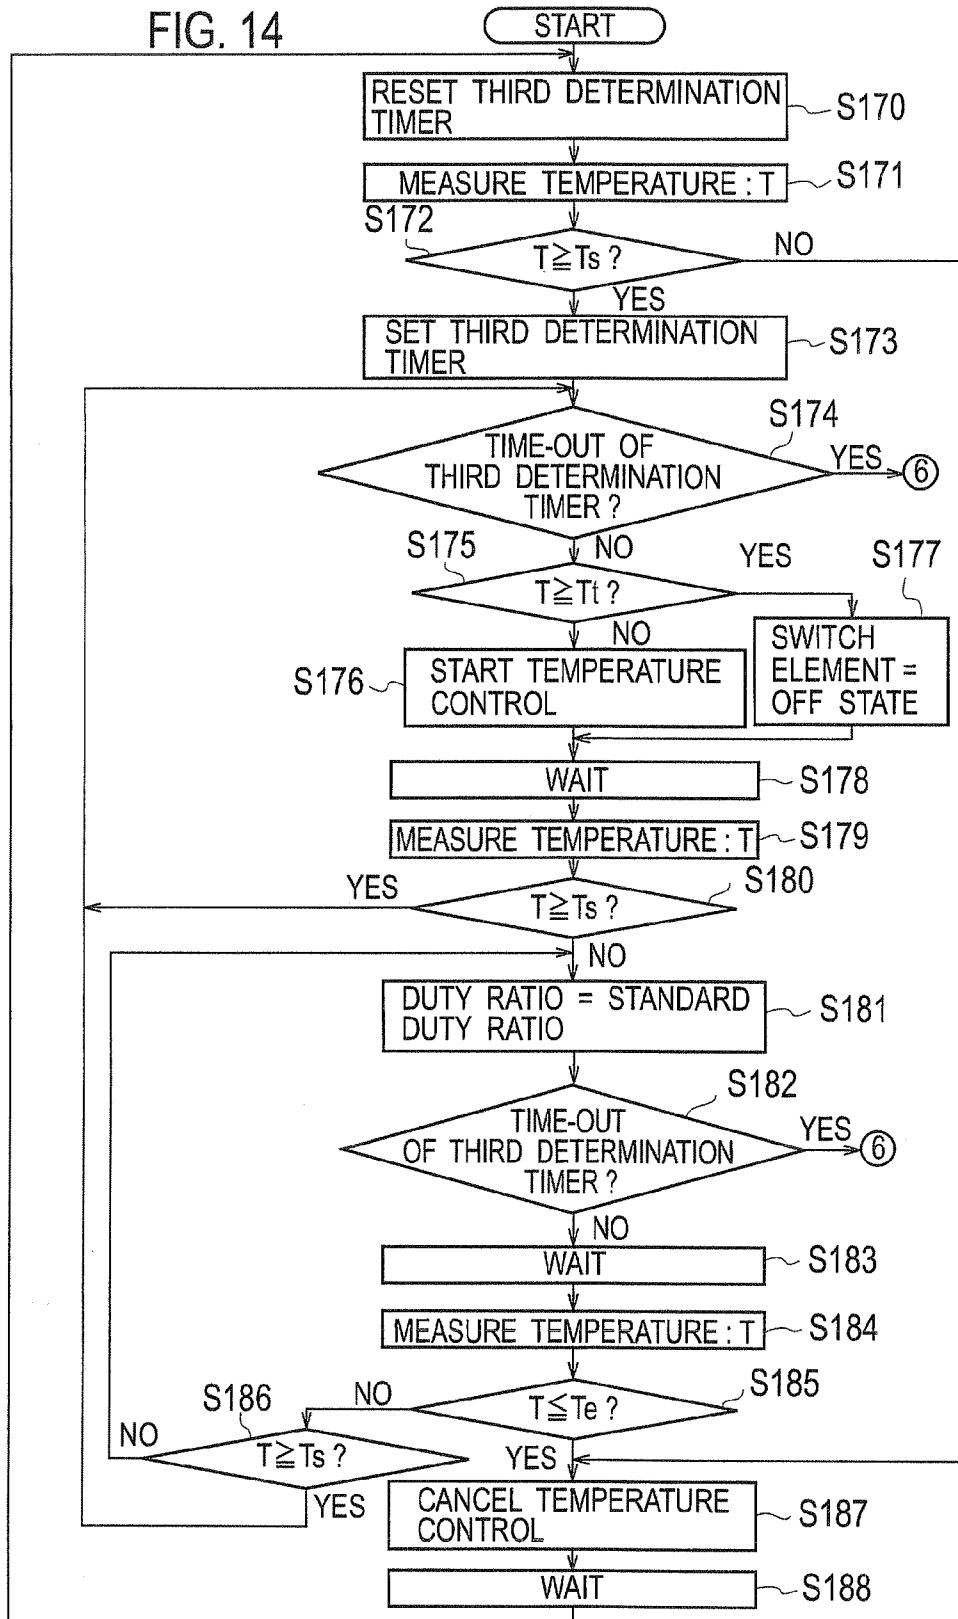 FIG. 14
START
RESET THIRD DETERMINATION
TIMER
S170
MEASURE TEMPERATURE : T
S171
S172
T≧Ts ?
NO
YES
SET THIRD DETERMINATION
TIMER
S173
S174
TIME-OUT OF
THIRD DETERMINATION
TIMER ?
YES
6
NO
S175
T≧Tt ?
YES
S177
NO
S176
START TEMPERATURE
CONTROL
SWITCH
ELEMENT =
OFF STATE
WAIT
S178
MEASURE TEMPERATURE : T
S179
S180
YES
T≧Ts ?
NO
DUTY RATIO = STANDARD
DUTY RATIO
S181
S182
TIME-OUT
OF THIRD DETERMINATION
TIMER ?
YES
6
NO
WAIT
S183
MEASURE TEMPERATURE : T
S184
S185
T≦Te ?
NO
S186
NO
T≧Ts ?
YES
YES
CANCEL TEMPERATURE
CONTROL
S187
WAIT
S188